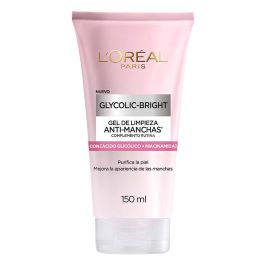 L'ORÉAL
PARIS
NUEVO
GLYCOLIC-BRIGHT
GEL DE LIMPIEZA
ANTI-MANCHAS*
COMPLEMENTO RUTINA
CON [ÁCIDO GLICÓLICO + NIACINAMIDA]
Purifica la piel
Mejora la apariencia de las manchas
150 ml